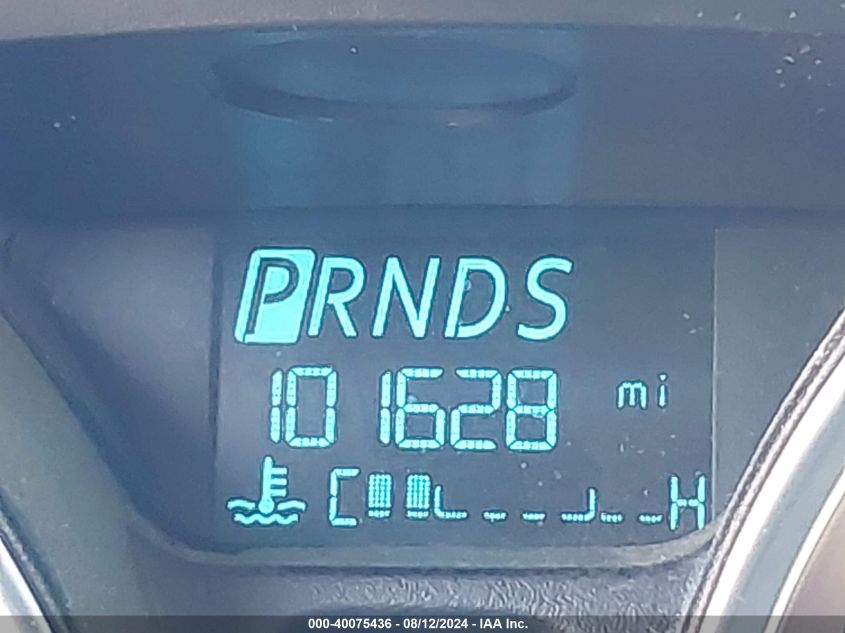 PRNDS
101628 mi
C H
000-40075436 - 08/12/2024 - IAA Inc.